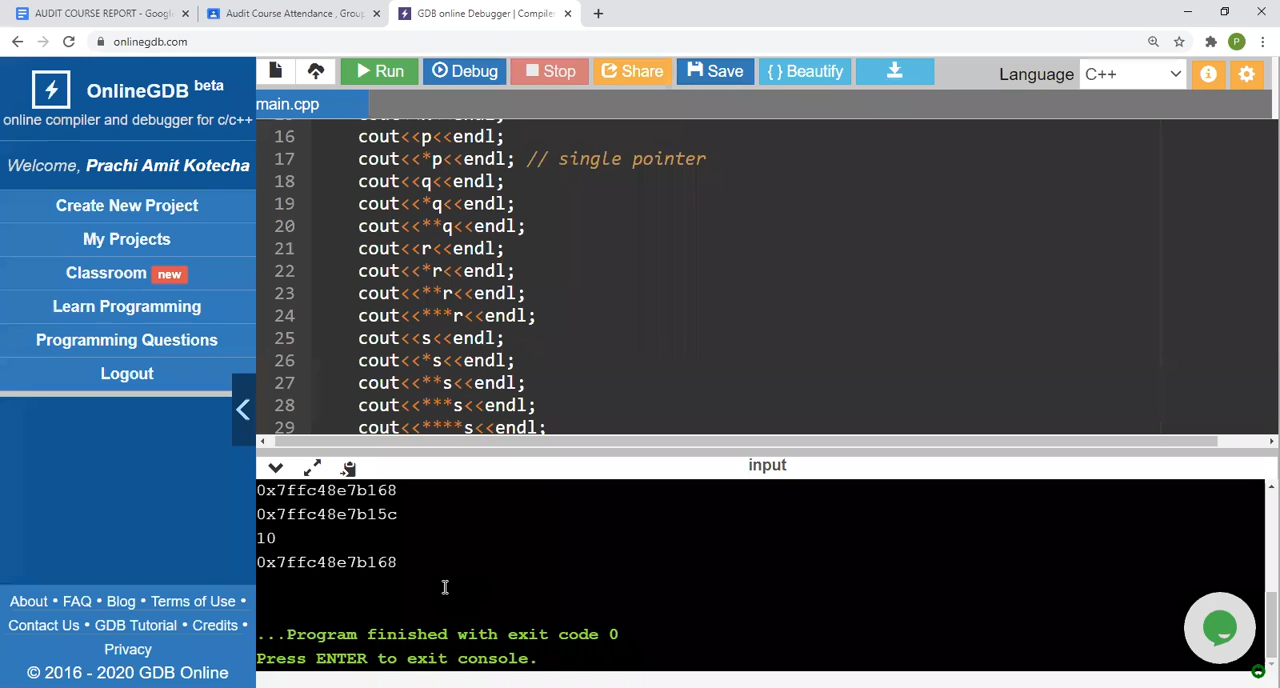 AUDIT COURSE REPORT - Google
Audit Course Attendance , Group
GDB online Debugger | Compiler
onlinegdb.com
P
OnlineGDB beta
online compiler and debugger for c/c++
Welcome, Prachi Amit Kotecha
Create New Project
My Projects
Classroom new
Learn Programming
Programming Questions
Logout
About • FAQ • Blog • Terms of Use •
Contact Us • GDB Tutorial • Credits •
Privacy
© 2016 - 2020 GDB Online
Run
Debug
Stop
Share
Save
{ } Beautify
Language C++
main.cpp
16 cout<<p<<endl;
17 cout<<*p<<endl; // single pointer
18 cout<<q<<endl;
19 cout<<*q<<endl;
20 cout<<**q<<endl;
21 cout<<r<<endl;
22 cout<<*r<<endl;
23 cout<<**r<<endl;
24 cout<<***r<<endl;
25 cout<<s<<endl;
26 cout<<*s<<endl;
27 cout<<**s<<endl;
28 cout<<***s<<endl;
29 cout<<****s<<endl;
input
0x7ffc48e7b168
0x7ffc48e7b15c
10
0x7ffc48e7b168
...Program finished with exit code 0
Press ENTER to exit console.